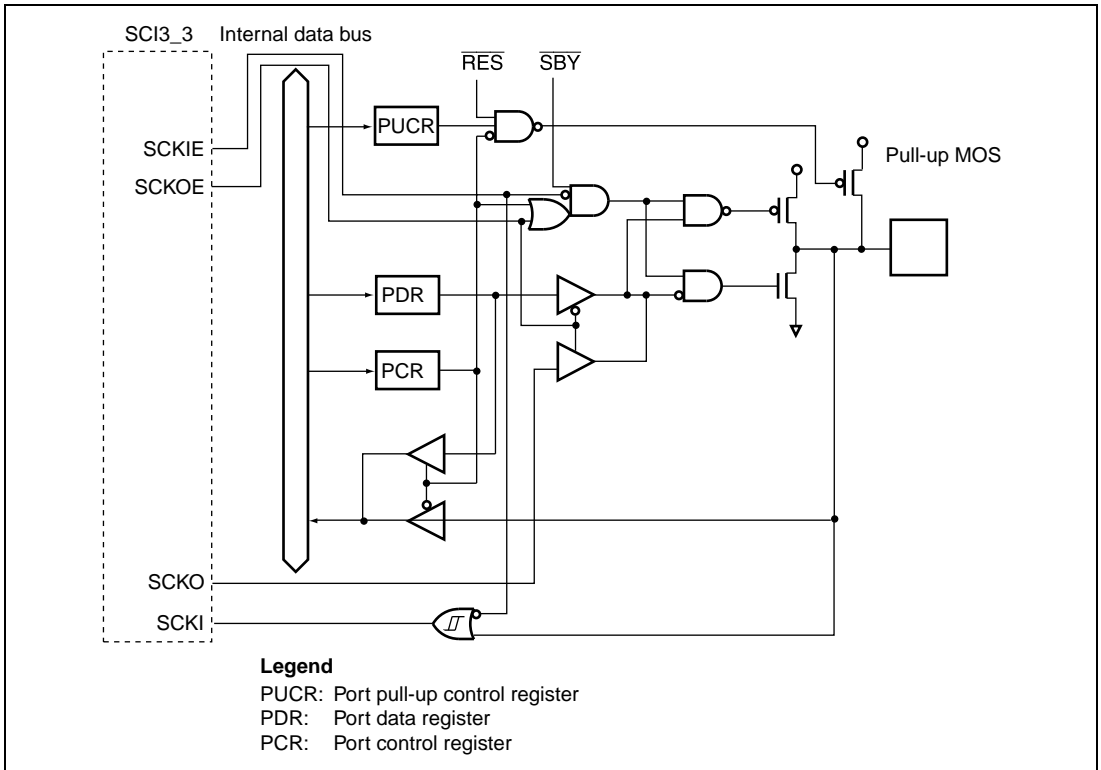 SCI3_3 Internal data bus
RES SBY
PUCR
SCKIE
Pull-up MOS
SCKOE
PDR
PCR
SCKO
SCKI
Legend
PUCR: Port pull-up control register
PDR: Port data register
PCR: Port control register